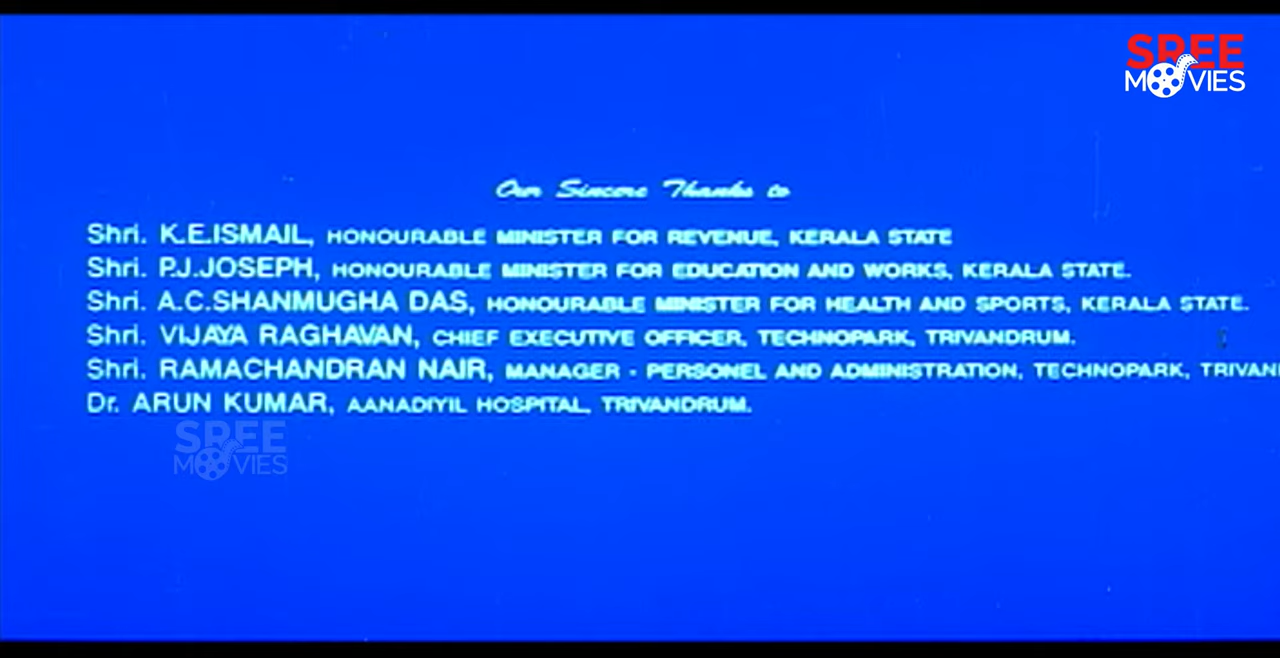 SREE
MOVIES
Our Sincere Thanks to
Shri. K.E.ISMAIL, HONOURABLE MINISTER FOR REVENUE, KERALA STATE
Shri. P.J.JOSEPH, HONOURABLE MINISTER FOR EDUCATION AND WORKS, KERALA STATE.
Shri. A.C.SHANMUGHA DAS, HONOURABLE MINISTER FOR HEALTH AND SPORTS, KERALA STATE.
Shri. VIJAYA RAGHAVAN, CHIEF EXECUTIVE OFFICER, TECHNOPARK, TRIVANDRUM.
Shri. RAMACHANDRAN NAIR, MANAGER - PERSONEL AND ADMINISTRATION, TECHNOPARK, TRIVAN
Dr. ARUN KUMAR, AANADIYIL HOSPITAL, TRIVANDRUM.
SREE
MOVIES